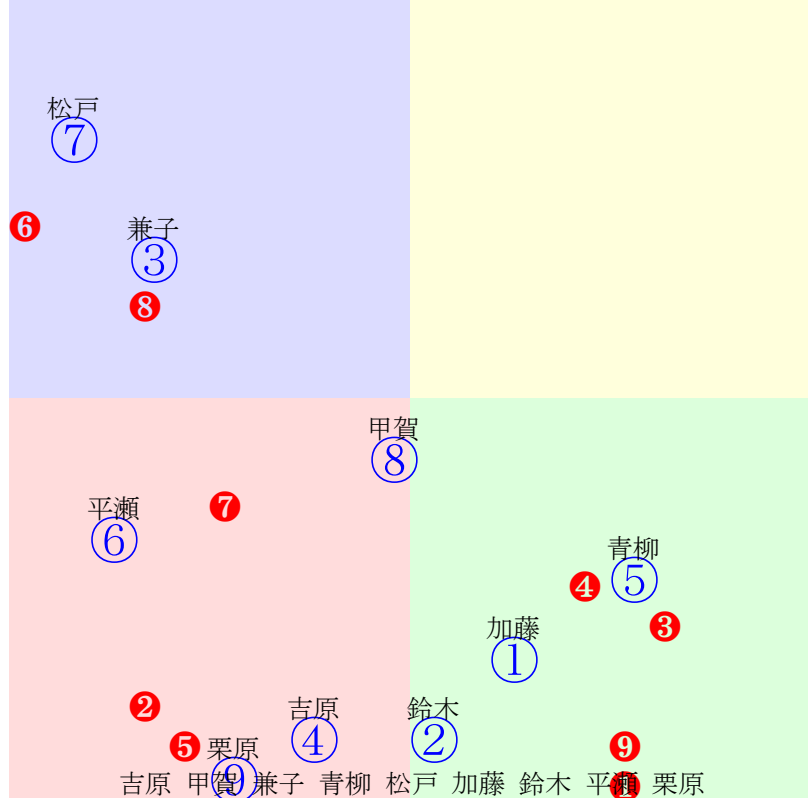 松戸
⑦
❻
兼子
③
❽
甲賀
⑧
平瀬
❼
⑥
青柳
❹
⑤
加藤
❸
①
❷
吉原
鈴木
④
②
❺
栗原
❾
⑨
❶
吉原 甲賀 兼子 青柳 松戸 加藤 鈴木 平瀬 栗原